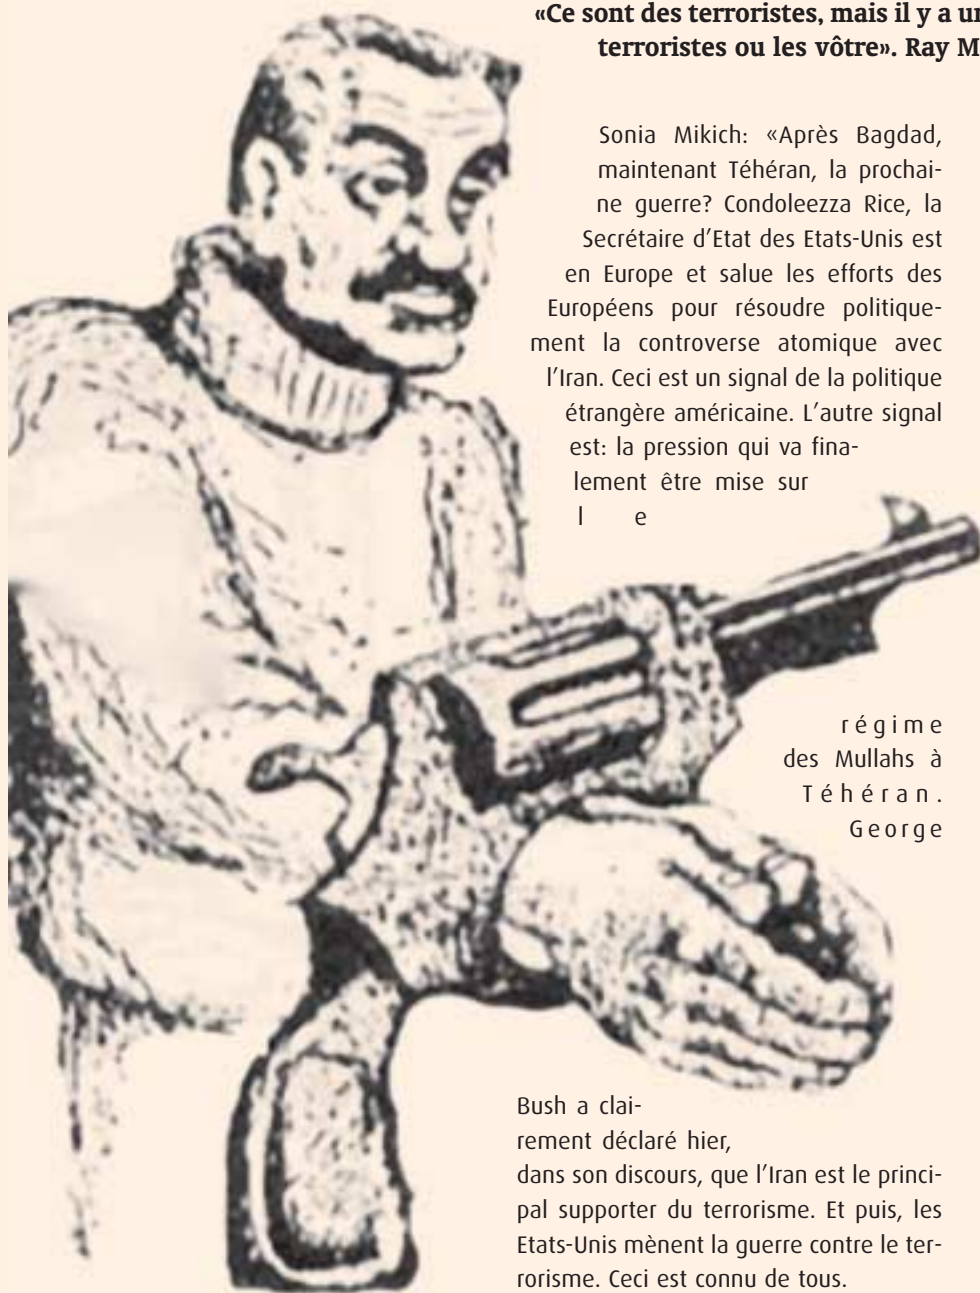 «Ce sont des terroristes, mais il y a
terroristes ou les vôtre». Ray
Sonia Mikich: «Après Bagdad,
maintenant Téhéran, la prochai-
ne guerre? Condoleezza Rice, la
Secrétaire d'Etat des Etats-Unis est
en Europe et salue les efforts des
Européens pour résoudre politique-
ment la controverse atomique avec
l'Iran. Ceci est un signal de la politique
étrangère américaine. L'autre signal
est: la pression qui va fina-
lement être mise sur
l e
régime
des Mullahs à
Téhéran.
George
Bush a clai-
rement déclaré hier,
dans son discours, que l'Iran est le princi-
pal supporter du terrorisme. Et puis, les
Etats-Unis mènent la guerre contre le ter-
rorisme. Ceci est connu de tous.